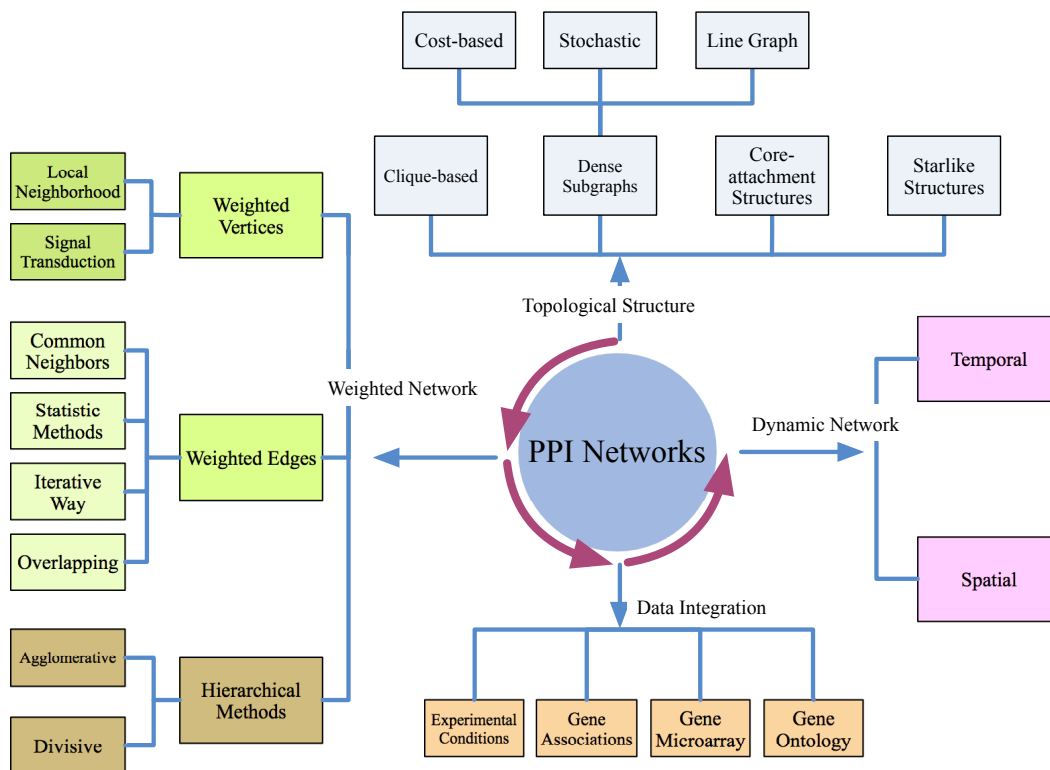 Cost-based
Stochastic
Line Graph
Clique-based
Dense
Subgraphs
Core-
attachment
Structures
Starlike
Structures
Local
Neighborhood
Signal
Transduction
Weighted
Vertices
Topological Structure
Common
Neighbors
Statistic
Methods
Iterative
Way
Overlapping
Weighted Edges
Weighted Network
PPI Networks
Dynamic Network
Temporal
Spatial
Data Integration
Agglomerative
Divisive
Hierarchical
Methods
Experimental
Conditions
Gene
Associations
Gene
Microarray
Gene
Ontology